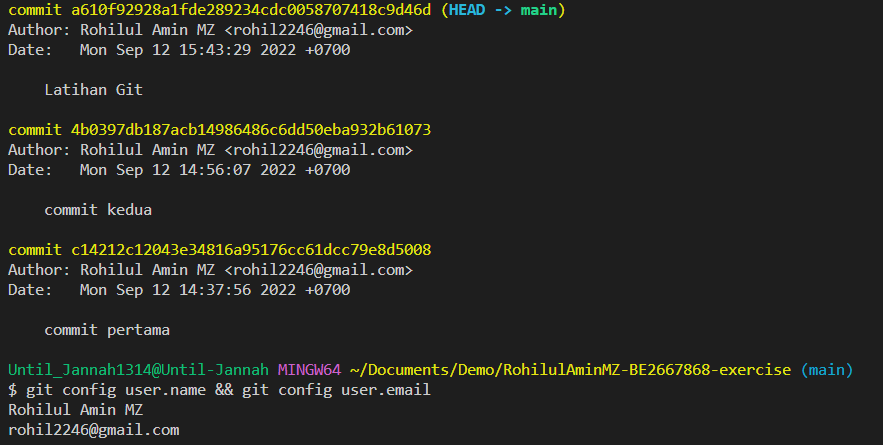 commit a610f92928a1fde289234cdc0058707418c9d46d (HEAD -> main)
Author: Rohilul Amin MZ <rohil2246@gmail.com>
Date:   Mon Sep 12 15:43:29 2022 +0700
Latihan Git
commit 4b0397db187acb14986486c6dd50eba932b61073
Author: Rohilul Amin MZ <rohil2246@gmail.com>
Date:   Mon Sep 12 14:56:07 2022 +0700
commit kedua
commit c14212c12043e34816a95176cc61dcc79e8d5008
Author: Rohilul Amin MZ <rohil2246@gmail.com>
Date:   Mon Sep 12 14:37:56 2022 +0700
commit pertama
Until_Jannah1314@Until-Jannah MINGW64 ~/Documents/Demo/RohilulAminMZ-BE2667868-exercise (main)
$ git config user.name && git config user.email
Rohilul Amin MZ
rohil2246@gmail.com